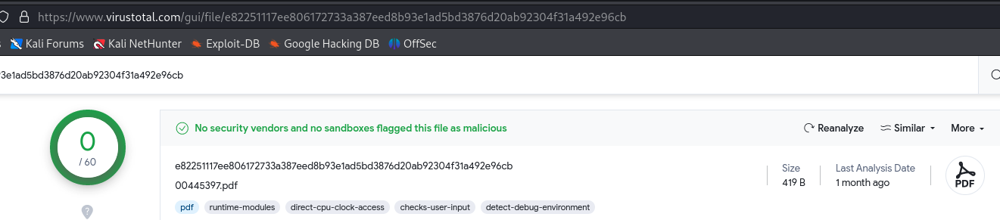 https://www.virustotal.com/gui/file/e82251117ee806172733a387eed8b93e1ad5bd3876d20ab92304f31a492e96cb
s Kali Forums Kali NetHunter Exploit-DB Google Hacking DB OffSec
93e1ad5bd3876d20ab92304f31a492e96cb
0
/ 60
?
No security vendors and no sandboxes flagged this file as malicious
Reanalyze Similar More
e82251117ee806172733a387eed8b93e1ad5bd3876d20ab92304f31a492e96cb
00445397.pdf
pdf runtime-modules direct-cpu-clock-access checks-user-input detect-debug-environment
Size
419 B
Last Analysis Date
1 month ago
PDF